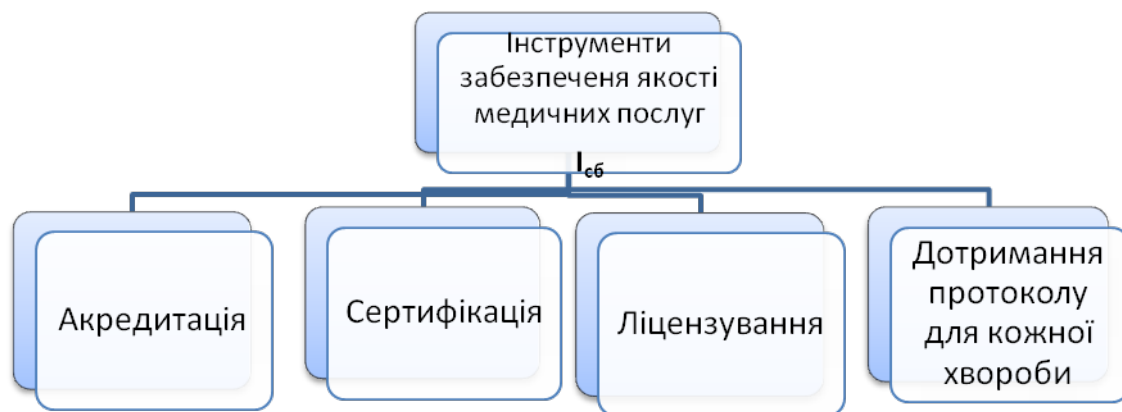 Інструменти
забезпеченя якості
медичних послуг
Iсб
Акредитація
Сертифікація
Ліцензування
Дотримання
протоколу
для кожної
хвороби